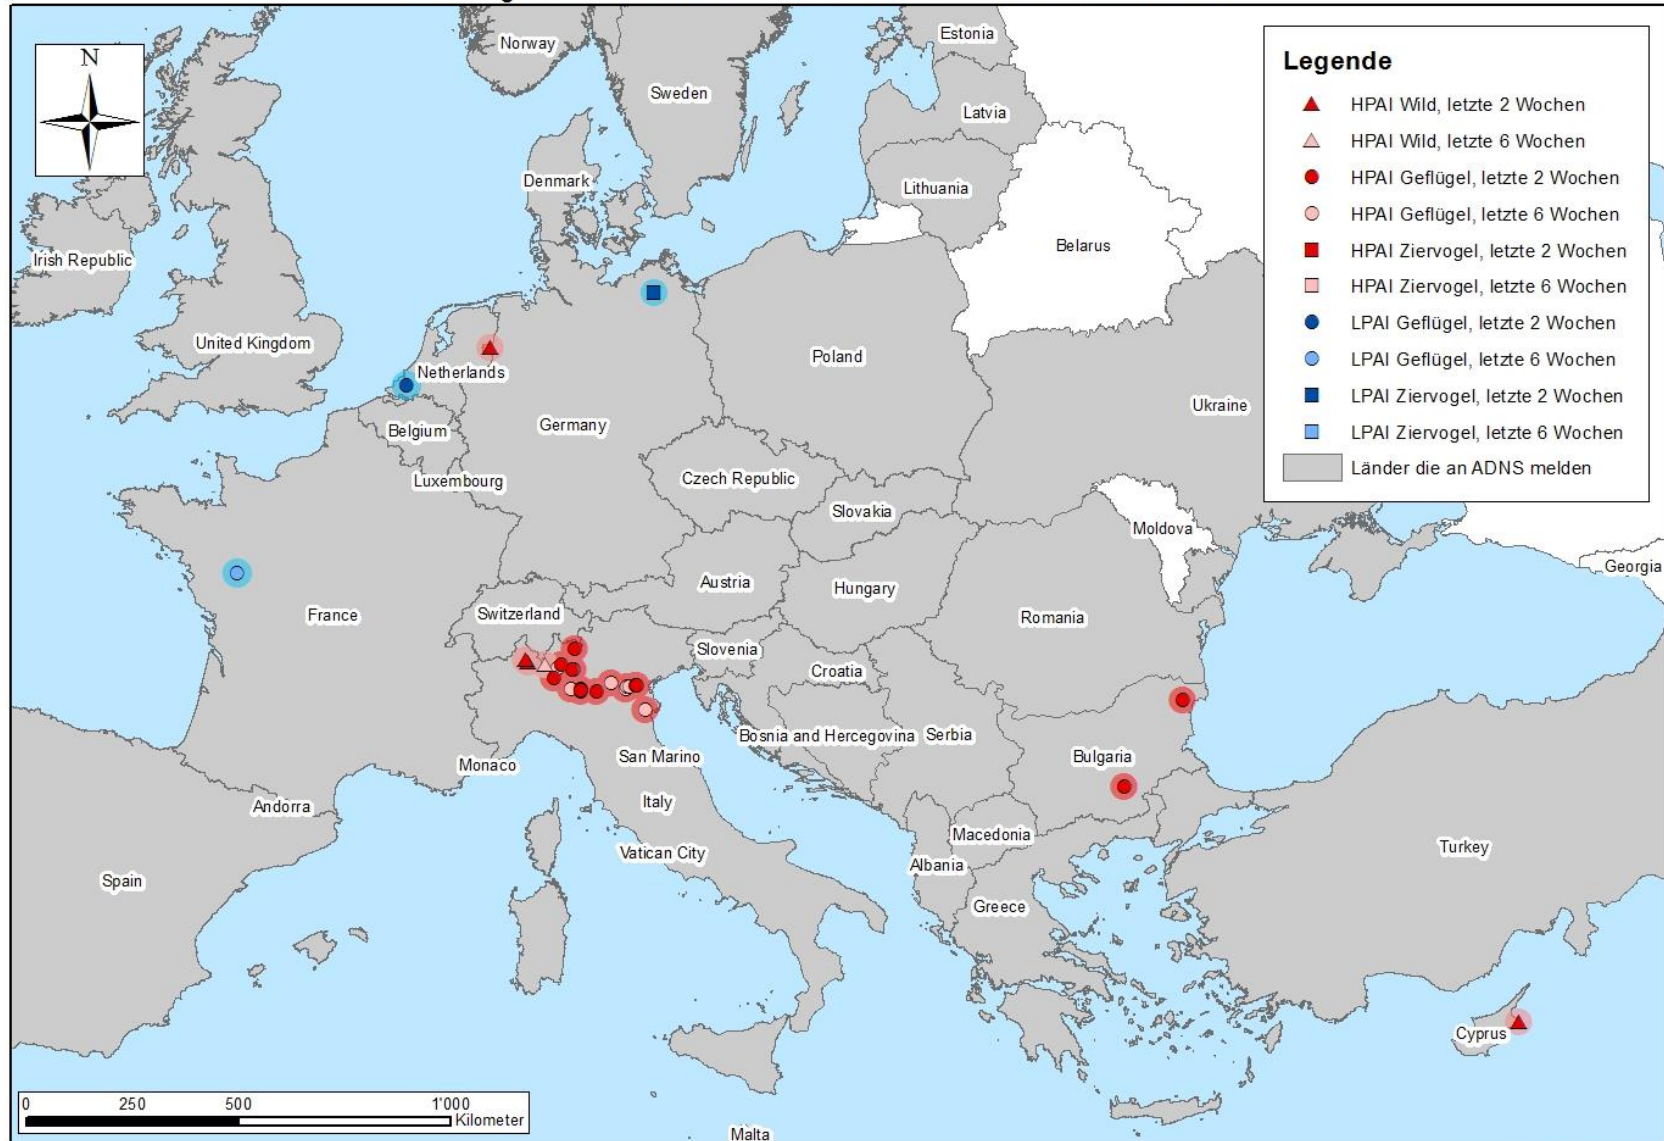 N
Norway
Sweden
Estonia
Latvia
Lithuania
Denmark
Belarus
Irish Republic
United Kingdom
Netherlands
Belgium
Luxembourg
Germany
Poland
Ukraine
Czech Republic
Slovakia
Moldova
Georgia
Austria
Hungary
Romania
Switzerland
France
Slovenia
Croatia
Bosnia and Hercegovina
Serbia
Bulgaria
San Marino
Monaco
Italy
Andorra
Vatican City
Macedonia
Albania
Greece
Turkey
Spain
Cyprus
Malta
Legende
HPAI Wild, letzte 2 Wochen
HPAI Wild, letzte 6 Wochen
HPAI Geflügel, letzte 2 Wochen
HPAI Geflügel, letzte 6 Wochen
HPAI Ziervogel, letzte 2 Wochen
HPAI Ziervogel, letzte 6 Wochen
LPAI Geflügel, letzte 2 Wochen
LPAI Geflügel, letzte 6 Wochen
LPAI Ziervogel, letzte 2 Wochen
LPAI Ziervogel, letzte 6 Wochen
Länder die an ADNS melden
0 250 500 1'000
Kilometer